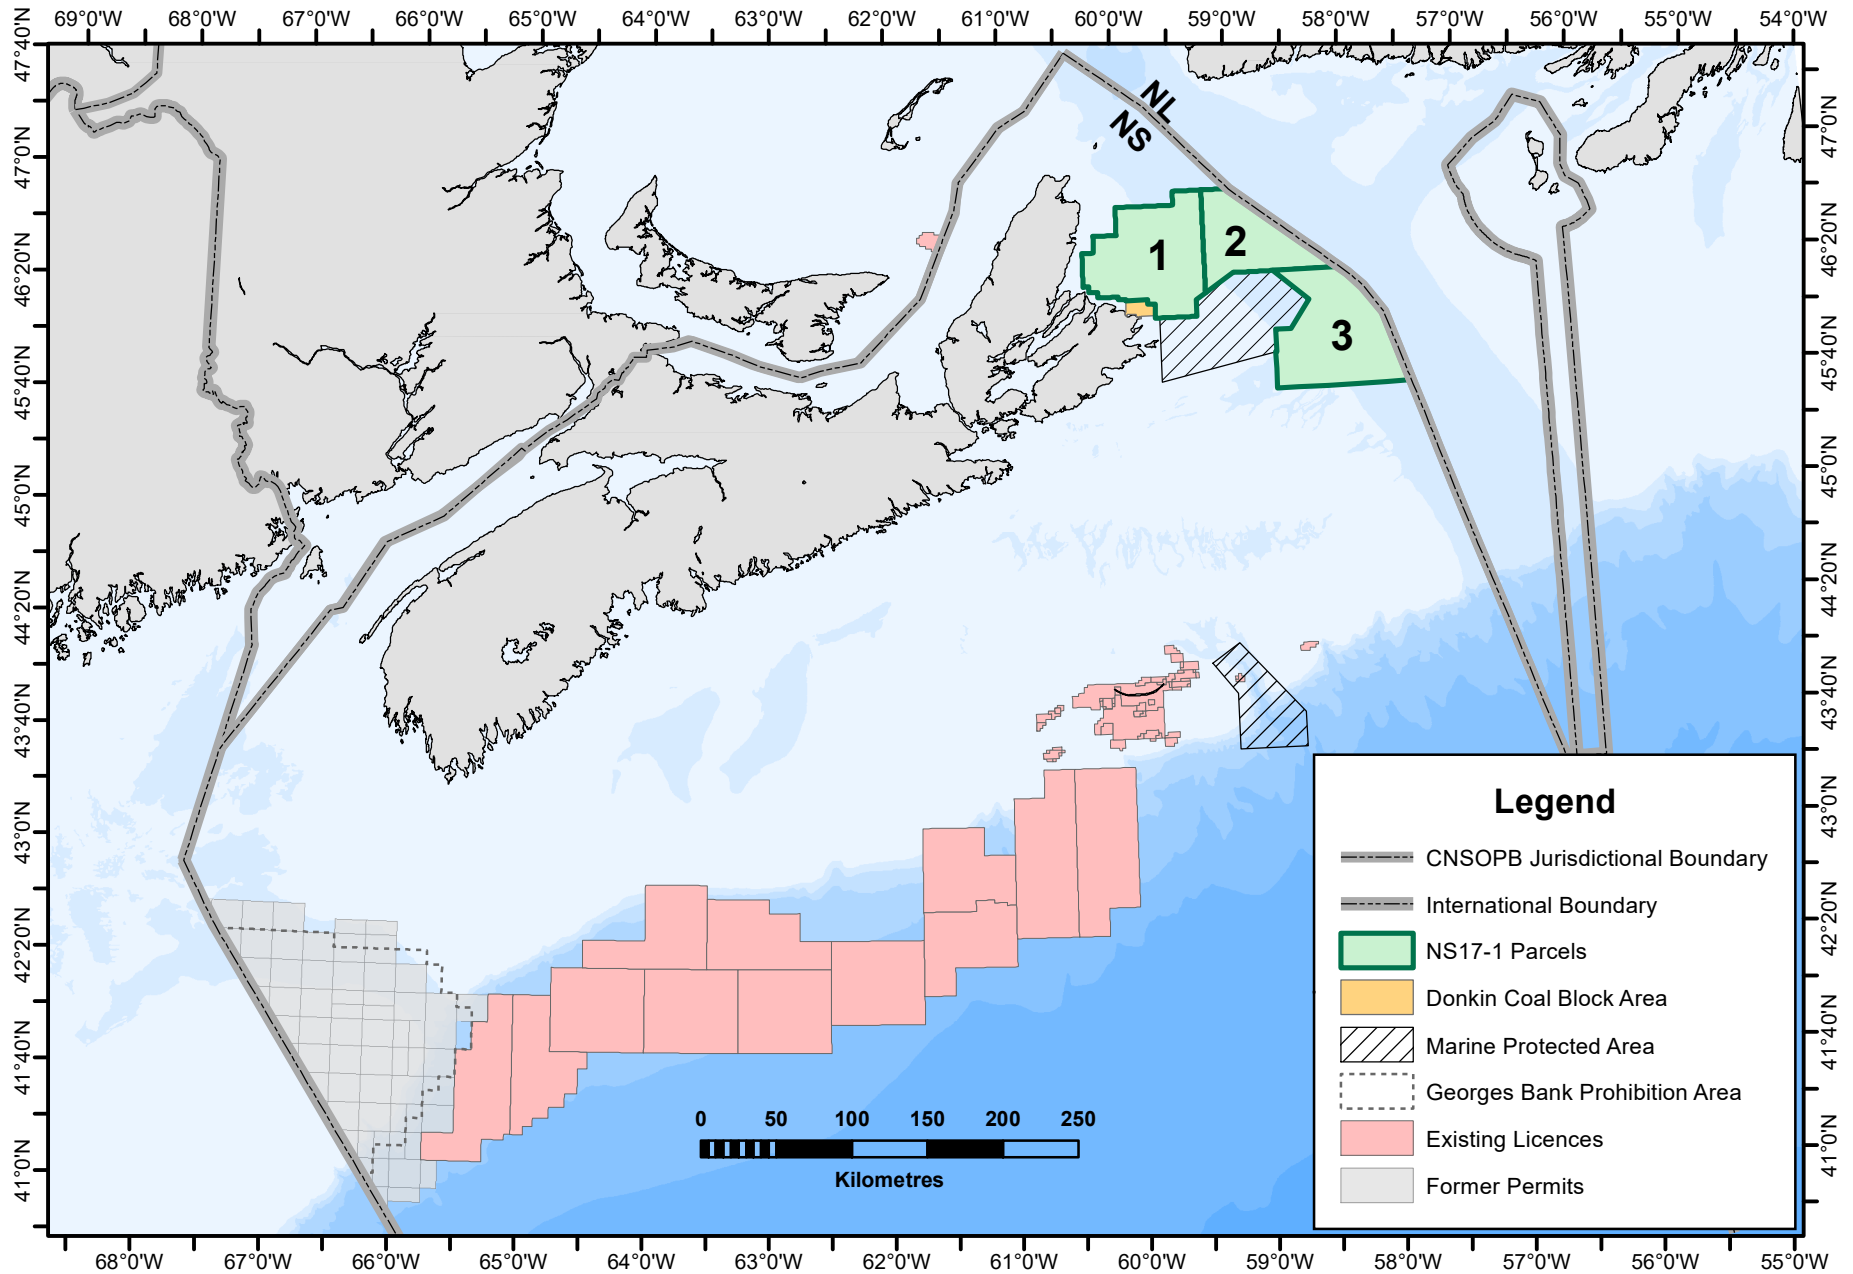 69°0'W 68°0'W 67°0'W 66°0'W 65°0'W 64°0'W 63°0'W 62°0'W 61°0'W 60°0'W 59°0'W 58°0'W 57°0'W 56°0'W 55°0'W 54°0'W
47°40'N
47°0'N
46°20'N
45°40'N
45°0'N
44°20'N
43°40'N
43°0'N
42°20'N
41°40'N
41°0'N
NL
NS
1
2
3
47°0'N
46°20'N
45°40'N
45°0'N
44°20'N
43°40'N
43°0'N
42°20'N
41°40'N
41°0'N
Legend
CNSOPB Jurisdictional Boundary
International Boundary
NS17-1 Parcels
Donkin Coal Block Area
Marine Protected Area
Georges Bank Prohibition Area
Existing Licences
Former Permits
0 50 100 150 200 250
Kilometres
68°0'W 67°0'W 66°0'W 65°0'W 64°0'W 63°0'W 62°0'W 61°0'W 60°0'W 59°0'W 58°0'W 57°0'W 56°0'W 55°0'W